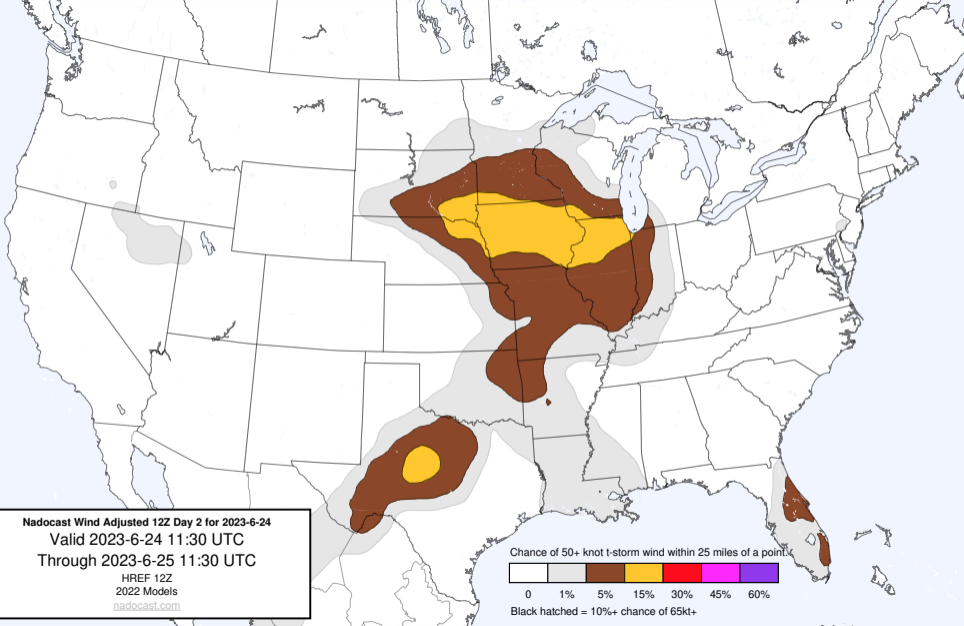 Nadocast Wind Adjusted 12Z Day 2 for 2023-6-24
Valid 2023-6-24 11:30 UTC
Through 2023-6-25 11:30 UTC
HREF 12Z
2022 Models
nadocast.com
Chance of 50+ knot t-storm wind within 25 miles of a point.
0 1% 5% 15% 30% 45% 60%
Black hatched = 10%+ chance of 65kt+